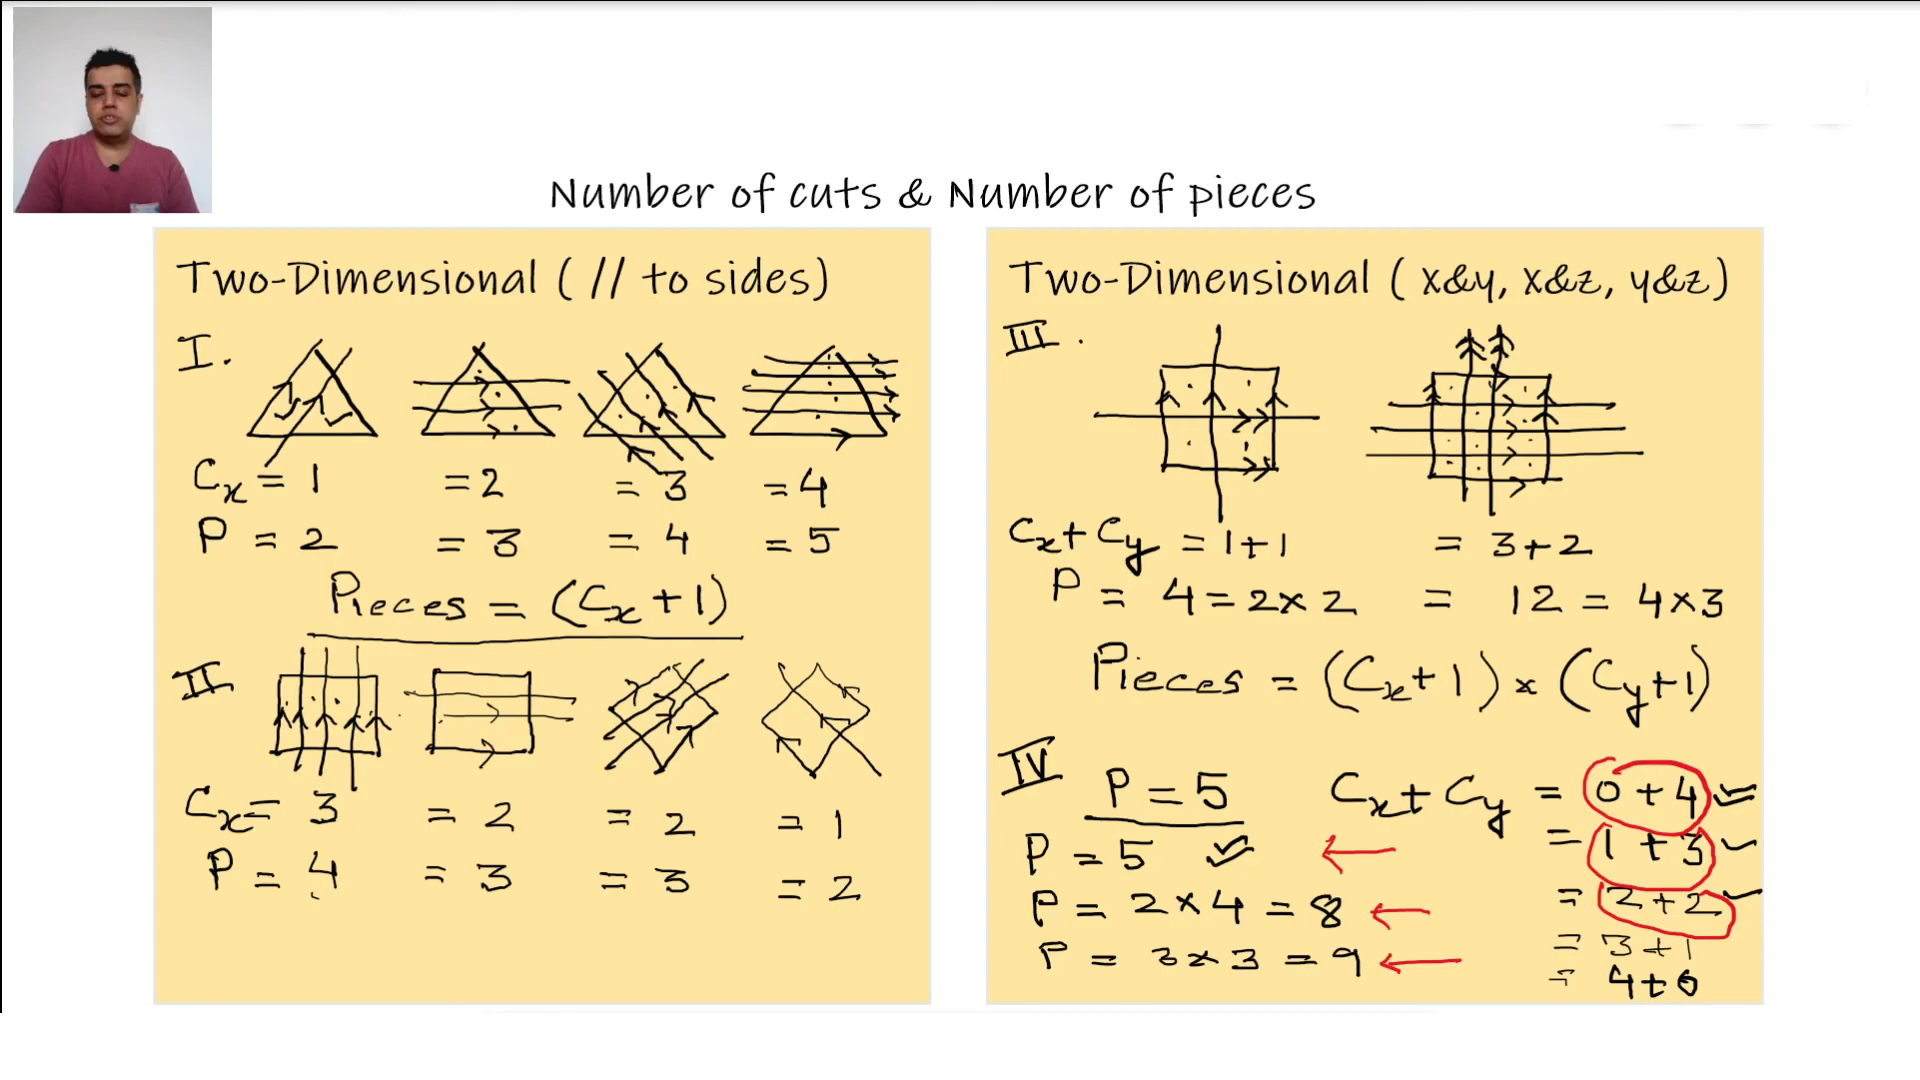 Number of cuts & Number of pieces
Two-Dimensional ( // to sides)
I.
Cx = 1 = 2 = 3 = 4
P = 2 = 3 = 4 = 5
Pieces = (Cx + 1)
II
Cx = 3 = 2 = 2 = 1
P = 4 = 3 = 3 = 2
Two-Dimensional ( x&y, x&z, y&z)
III.
Cx + Cy = 1+1 = 3+2
P = 4 = 2 x 2 = 12 = 4 x 3
Pieces = (Cx + 1) x (Cy + 1)
IV
P = 5 Cx + Cy = 0 + 4
P = 5 = 1 + 3
P = 2 x 4 = 8 = 2 + 2
P = 3 x 3 = 9 = 3 + 1
= 4 + 0